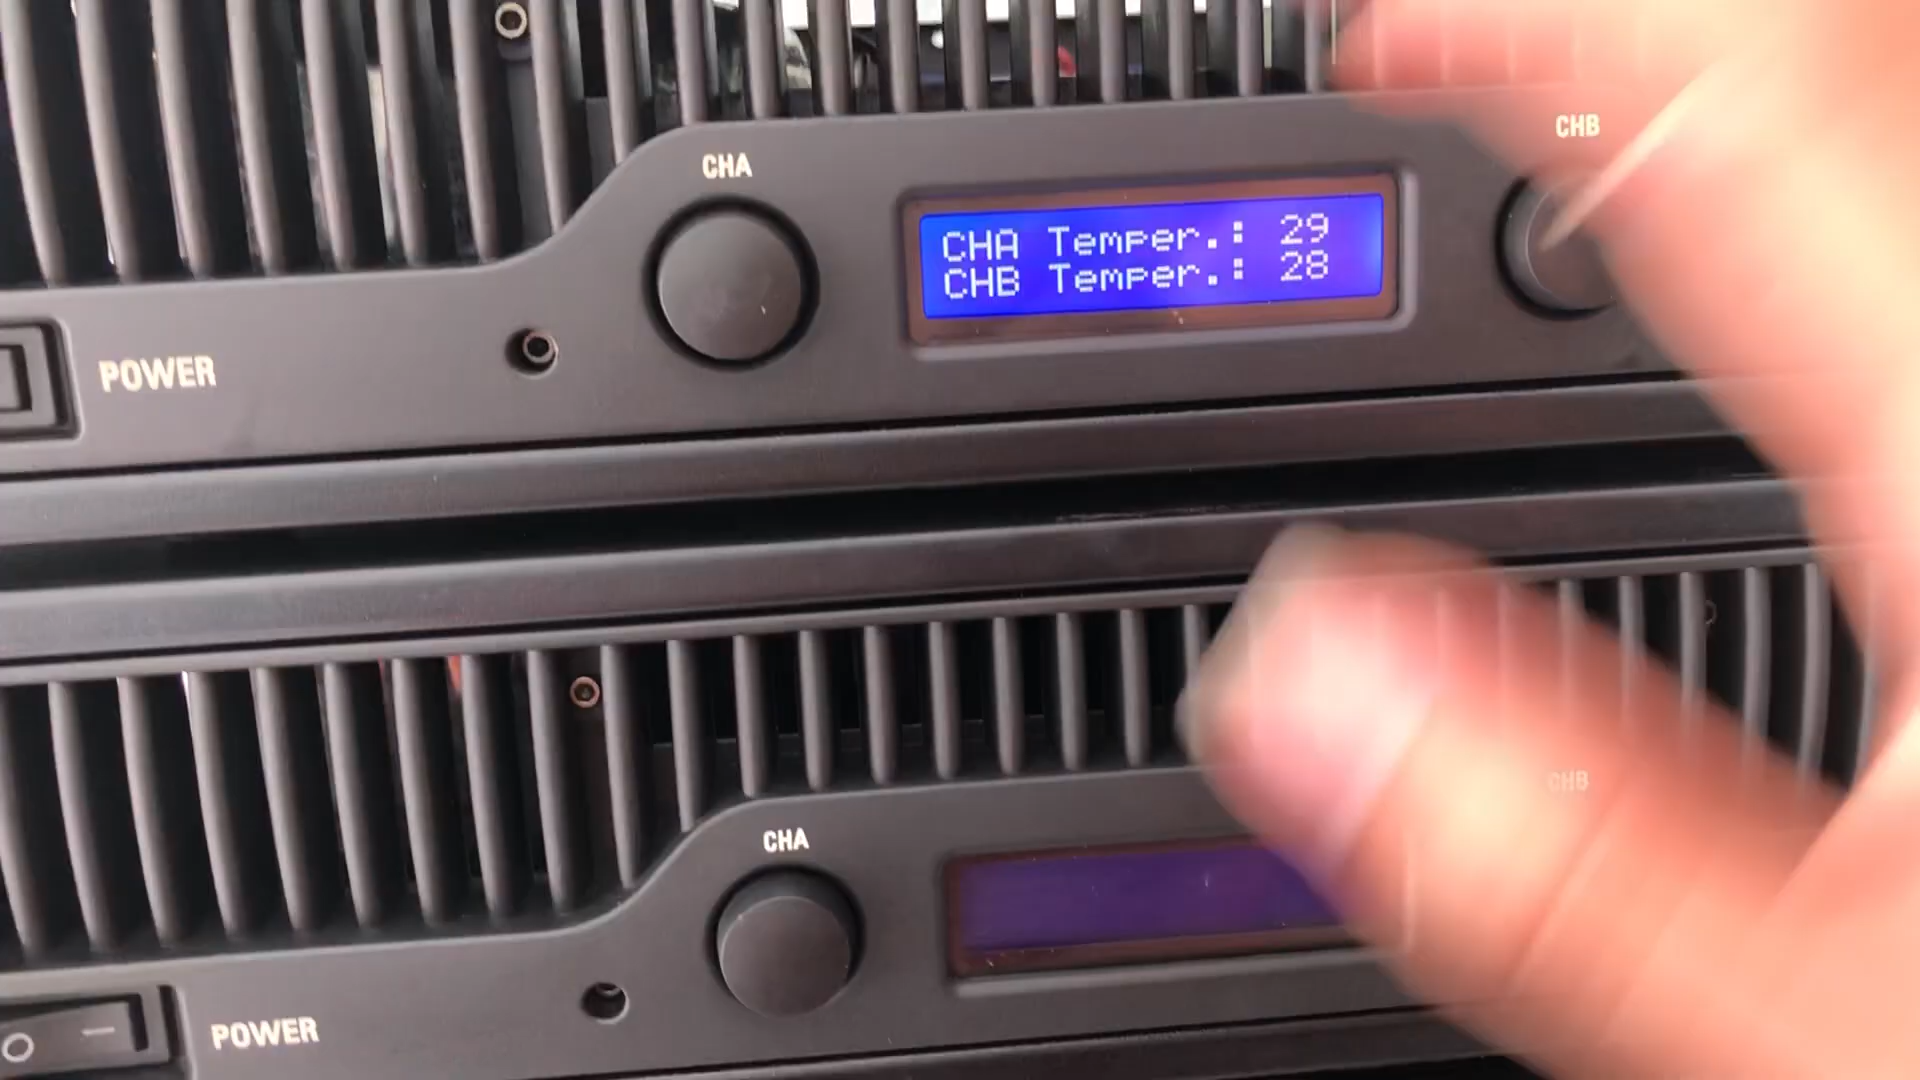 CHA
CHB
CHA Temper.: 29
CHB Temper.: 28
POWER
CHB
CHA
POWER